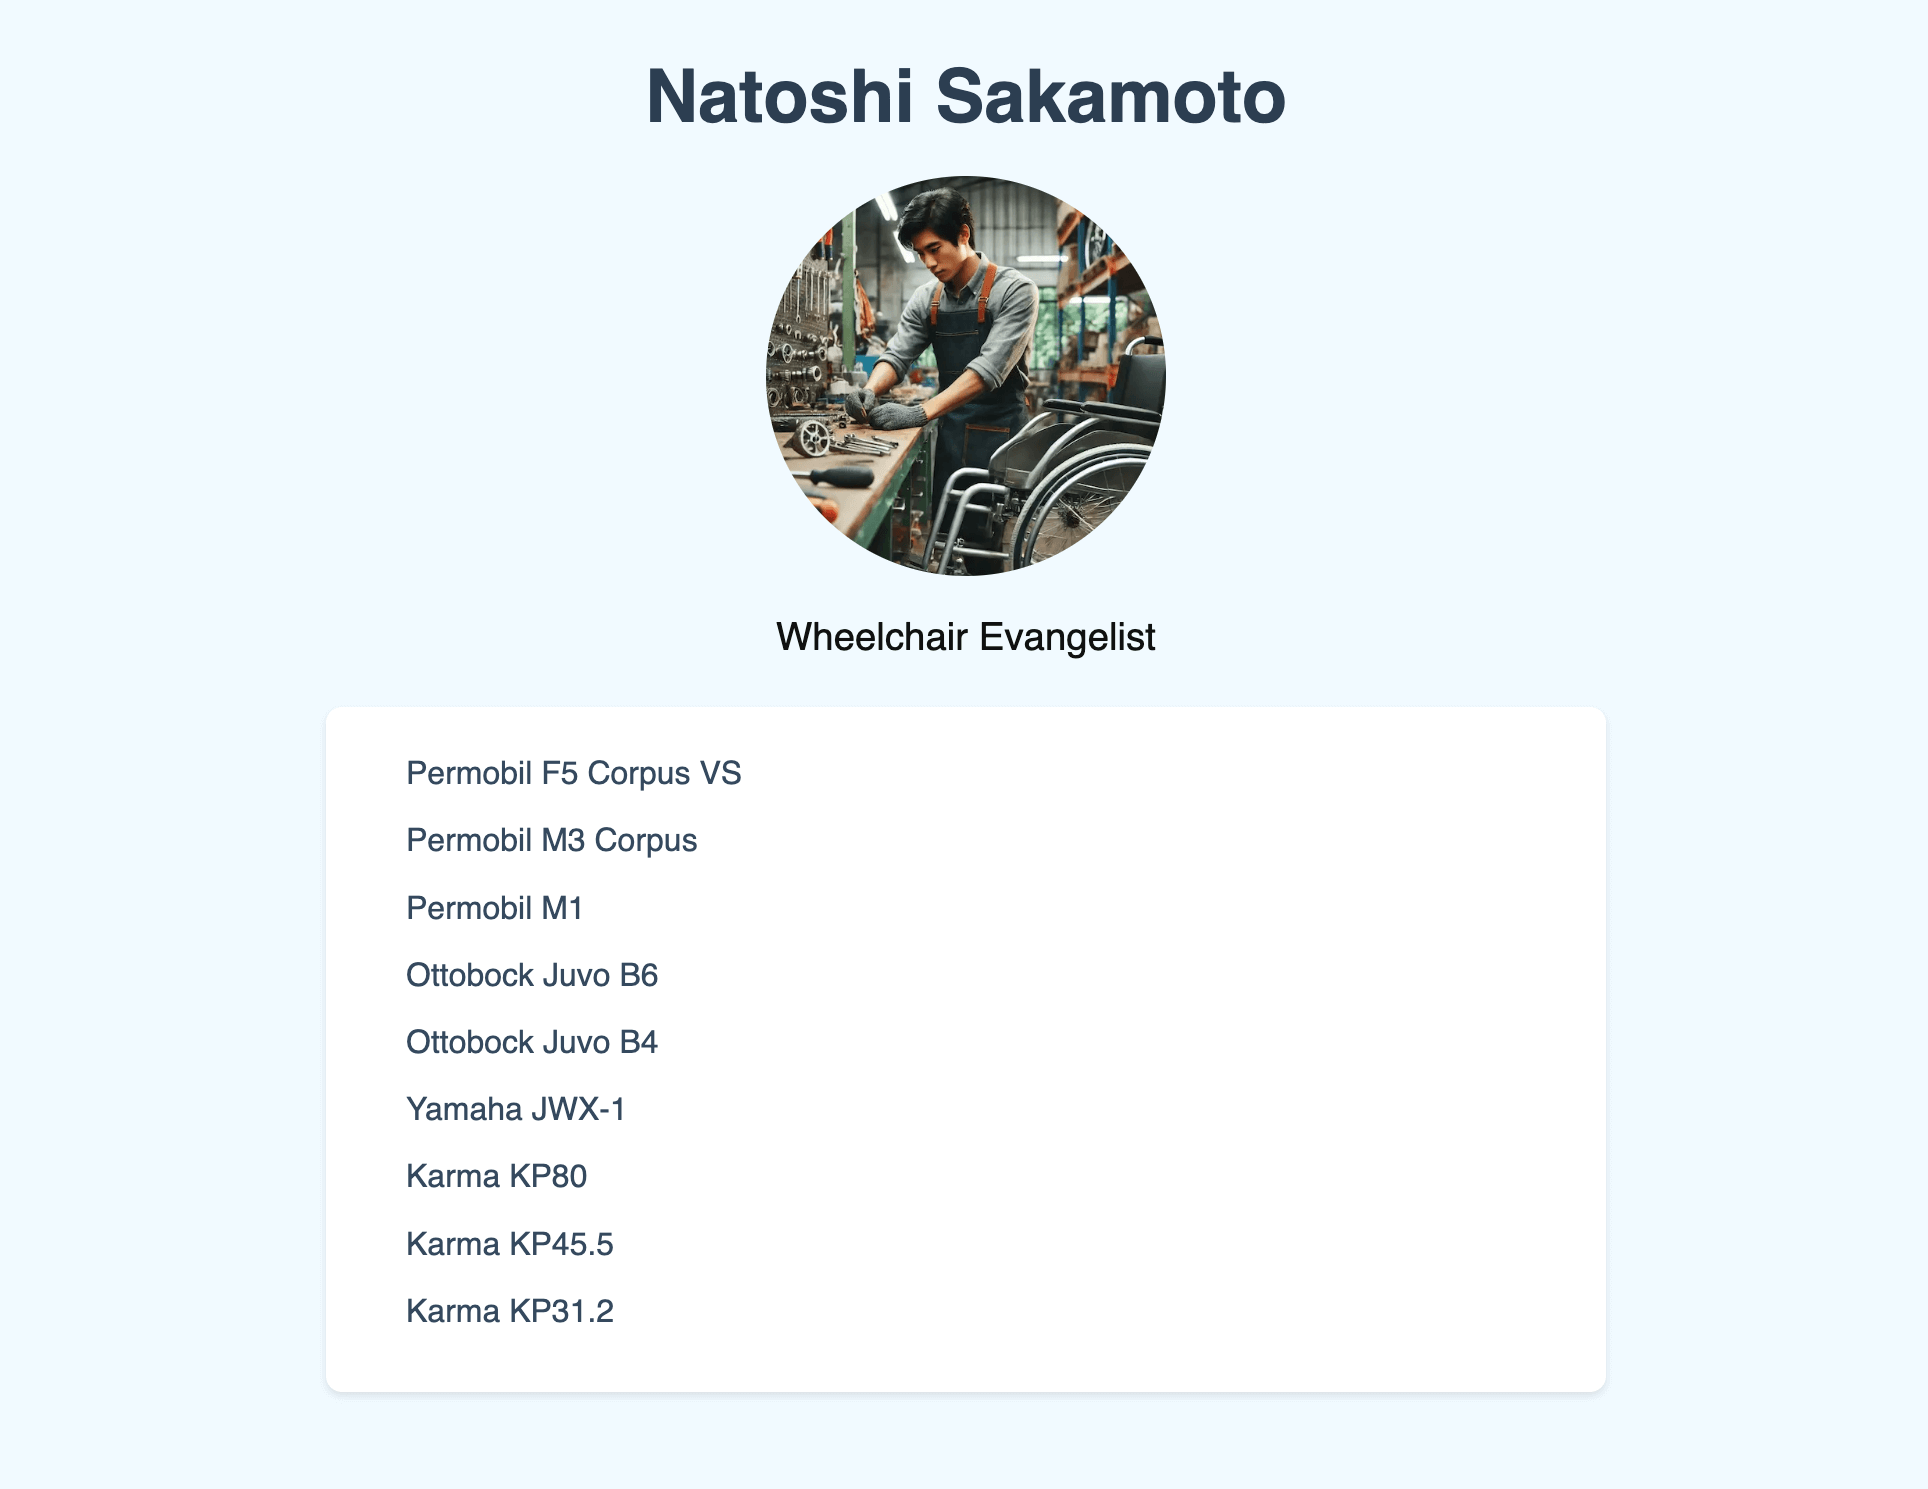 Natoshi Sakamoto
Wheelchair Evangelist
Permobil F5 Corpus VS
Permobil M3 Corpus
Permobil M1
Ottobock Juvo B6
Ottobock Juvo B4
Yamaha JWX-1
Karma KP80
Karma KP45.5
Karma KP31.2